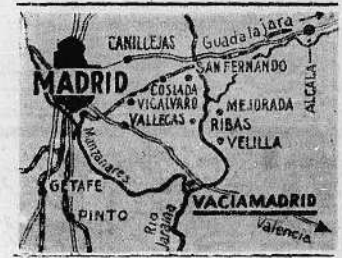 CANILLEJAS
Guadalajara
SAN FERNANDO
MADRID
COSLADA
VICALVARO
VALLECAS
MEJORADA
RIBAS
VELILLA
ALCALA
Manzanares
GETAFE
PINTO
VACIAMADRID
Rio
Jarama
Valencia